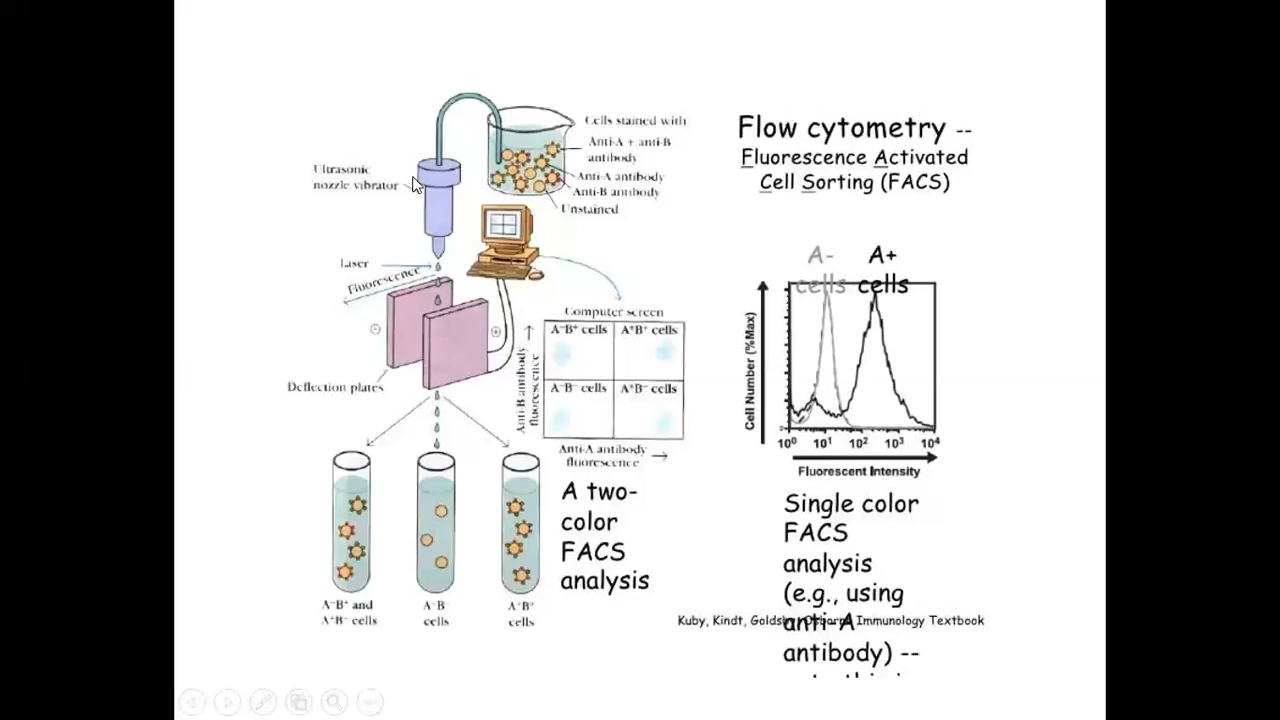 Cells stained with
Anti-A + anti-B
antibody
Anti-A antibody
Anti-B antibody
Unstained
Ultrasonic
nozzle vibrator
Laser
Fluorescence
Deflection plates
Computer screen
A⁻B⁺ cells
A⁺B⁺ cells
A⁻B⁻ cells
A⁺B⁻ cells
Anti-B antibody
fluorescence
Anti-A antibody
fluorescence
A⁻B⁺ and
A⁺B⁻ cells
A⁻B⁻
cells
A⁺B⁺
cells
A two-
color
FACS
analysis
Flow cytometry --
Fluorescence Activated
Cell Sorting (FACS)
A-
cells
A+
cells
Cell Number (%Max)
10⁰ 10¹ 10² 10³ 10⁴
Fluorescent Intensity
Single color
FACS
analysis
(e.g., using
anti-A
antibody) --
Kuby, Kindt, Goldsby, Osborne Immunology Textbook